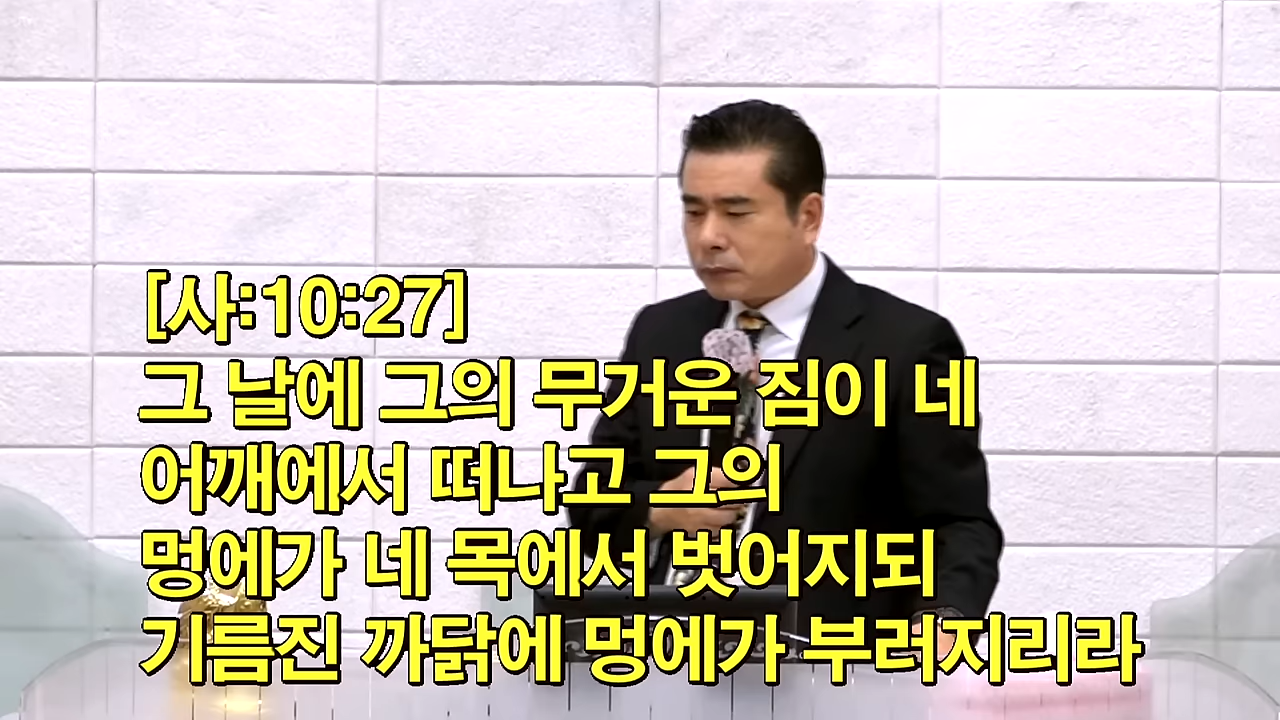 [사:10:27]
그 날에 그의 무거운 짐이 네
어깨에서 떠나고 그의
멍에가 네 목에서 벗어지되
기름진 까닭에 멍에가 부러지리라